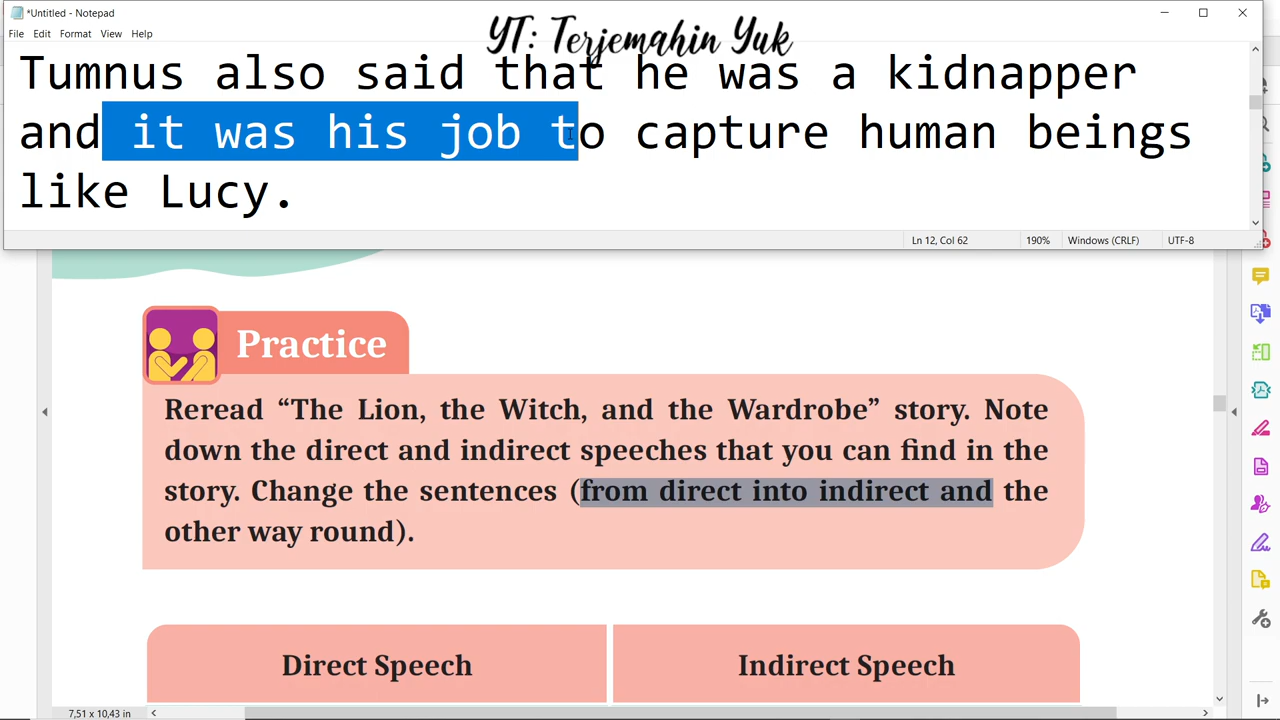 *Untitled - Notepad
YT: Terjemahin Yuk
File Edit Format View Help
Tumnus also said that he was a kidnapper
and it was his job to capture human beings
like Lucy.
Ln 12, Col 62 190% Windows (CRLF) UTF-8
Practice
Reread “The Lion, the Witch, and the Wardrobe” story. Note
down the direct and indirect speeches that you can find in the
story. Change the sentences (from direct into indirect and the
other way round).
Direct Speech Indirect Speech
7,51 x 10,43 in